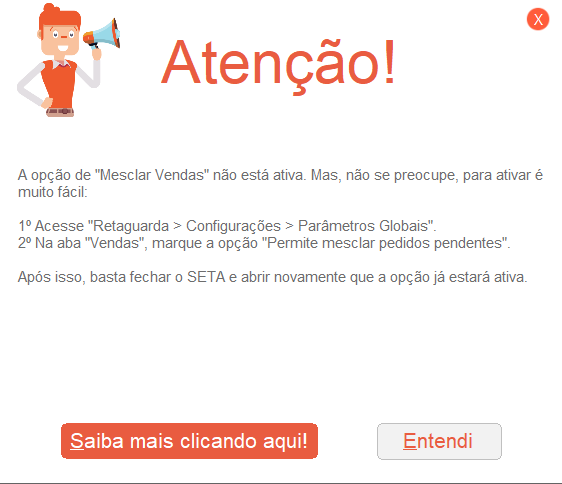 X
Atenção!
A opção de "Mesclar Vendas" não está ativa. Mas, não se preocupe, para ativar é
muito fácil:
1º Acesse "Retaguarda > Configurações > Parâmetros Globais".
2º Na aba "Vendas", marque a opção "Permite mesclar pedidos pendentes".
Após isso, basta fechar o SETA e abrir novamente que a opção já estará ativa.
Saiba mais clicando aqui!
Entendi